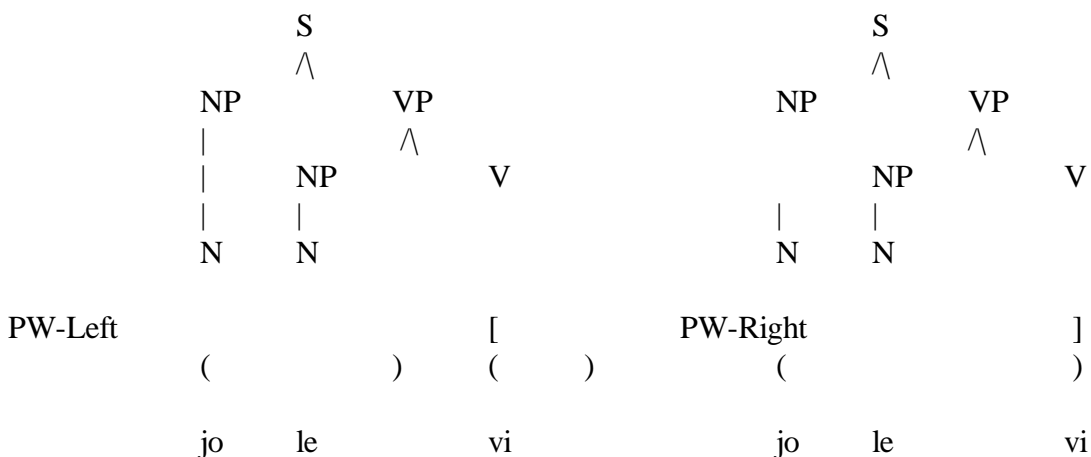 S S
/\ /\
NP VP NP VP
| /\ /\
| NP V NP V
| | | |
N N N N
PW-Left [ PW-Right ]
( ) ( ) ( )
jo le vi jo le vi